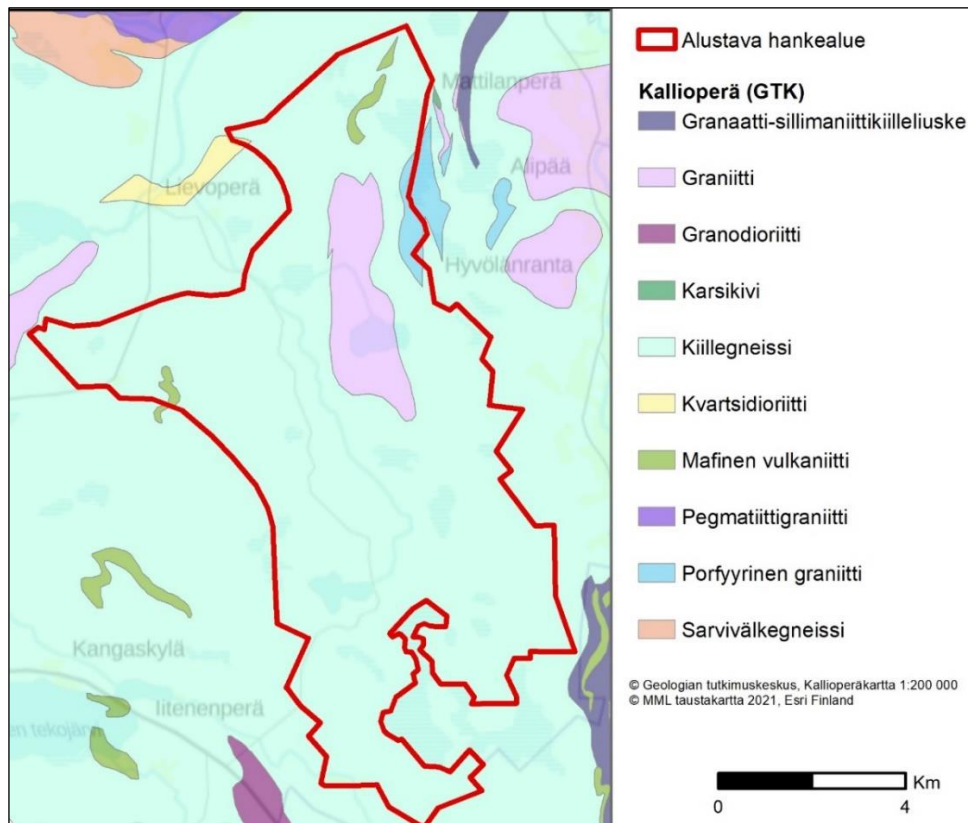 Mattilanperä
Alipää
Lievoperä
Hyvölänranta
Kangaskylä
Iitenenperä
en tekojärvi
Alustava hankealue
Kallioperä (GTK)
Granaatti-sillimaniittikiilleliuske
Graniitti
Granodioriitti
Karsikivi
Kiillegneissi
Kvartsidioriitti
Mafinen vulkaniitti
Pegmatiittigraniitti
Porfyyrinen graniitti
Sarvivälkegneissi
© Geologian tutkimuskeskus, Kallioperäkartta 1:200 000
© MML taustakartta 2021, Esri Finland
Km
0 4